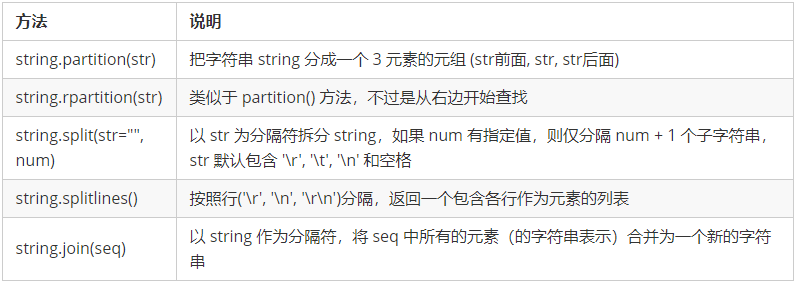 方法 说明
string.partition(str) 把字符串 string 分成一个 3 元素的元组 (str前面, str, str后面)
string.rpartition(str) 类似于 partition() 方法，不过是从右边开始查找
string.split(str="", 以 str 为分隔符拆分 string，如果 num 有指定值，则仅分隔 num + 1 个子字符串，
num) str 默认包含 '\r', '\t', '\n' 和空格
string.splitlines() 按照行('\r', '\n', '\r\n')分隔，返回一个包含各行作为元素的列表
string.join(seq) 以 string 作为分隔符，将 seq 中所有的元素（的字符串表示）合并为一个新的字符
串